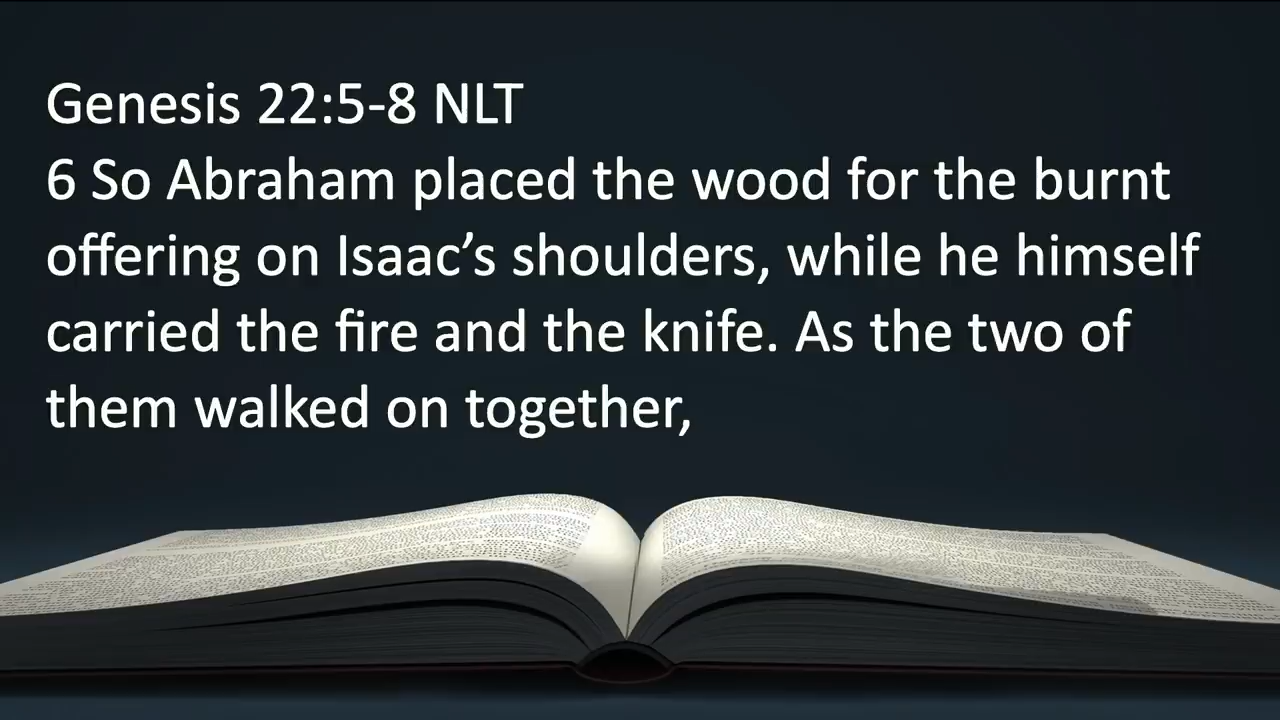 Genesis 22:5-8 NLT
6 So Abraham placed the wood for the burnt
offering on Isaac’s shoulders, while he himself
carried the fire and the knife. As the two of
them walked on together,